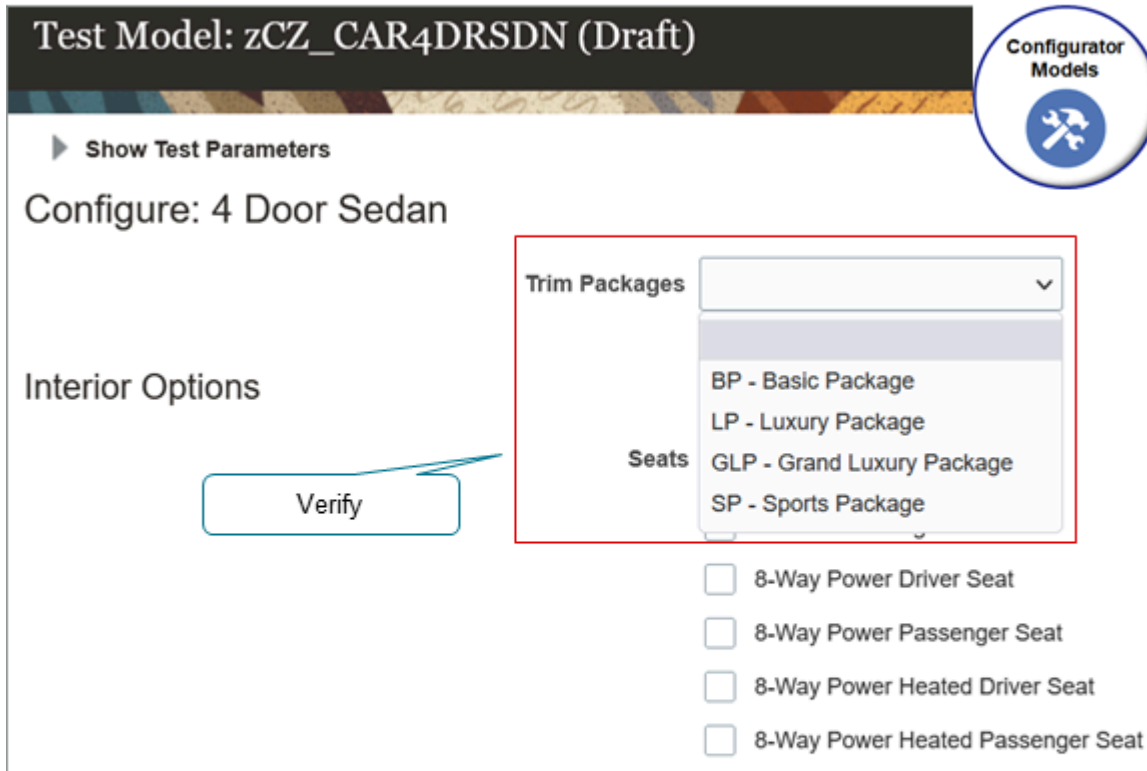 Test Model: zCZ_CAR4DRSDN (Draft)
Configurator
Models
Show Test Parameters
Configure: 4 Door Sedan
Trim Packages
BP - Basic Package
Interior Options
LP - Luxury Package
Seats
GLP - Grand Luxury Package
SP - Sports Package
Verify
8-Way Power Driver Seat
8-Way Power Passenger Seat
8-Way Power Heated Driver Seat
8-Way Power Heated Passenger Seat